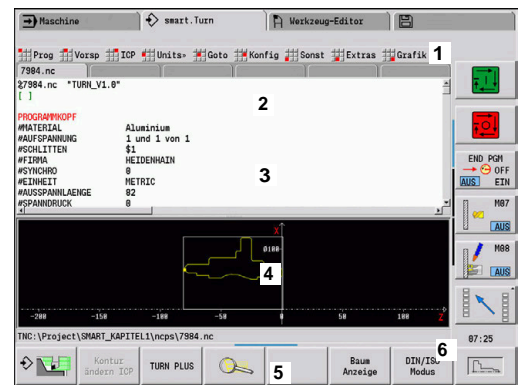 Maschine smart.Turn Werkzeug-Editor
Prog Vorsp ICP Units» Goto Konfig Sonst Extras Grafik 1
7984.nc
%7984.nc "TURN_V1.0"
[ ]
2
PROGRAMMKOPF
#MATERIAL Aluminium
#AUFSPANNUNG 1 und 1 von 1
#SCHLITTEN $1
#FIRMA HEIDENHAIN
#SYNCHRO 0
3
#EINHEIT METRIC
#AUSSPANNLAENGE 82
#SPANNDRUCK 0
END PGM
OFF
AUS EIN
M07
AUS
M08
AUS
X
0100
4
-200 -150 -100 0 50 100 Z
TNC:\Project\SMART_KAPITEL1\ncps\7984.nc
07:25
Kontur ändern ICP
TURN PLUS
5
Baum Anzeige
DIN/ISO Modus
6